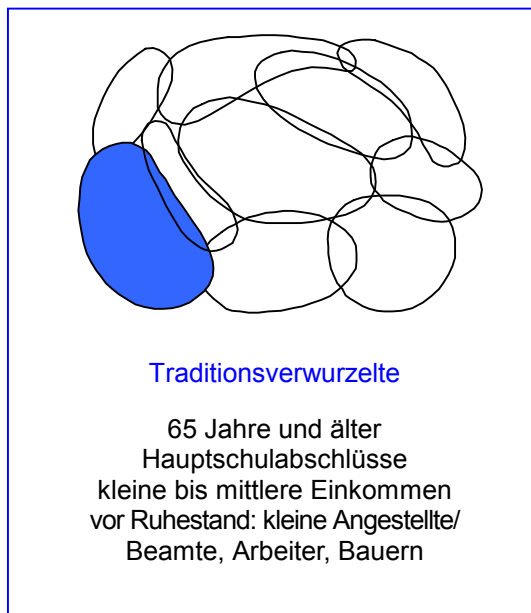 Traditionsverwurzelte
65 Jahre und älter
Hauptschulabschlüsse
kleine bis mittlere Einkommen
vor Ruhestand: kleine Angestellte/
Beamte, Arbeiter, Bauern